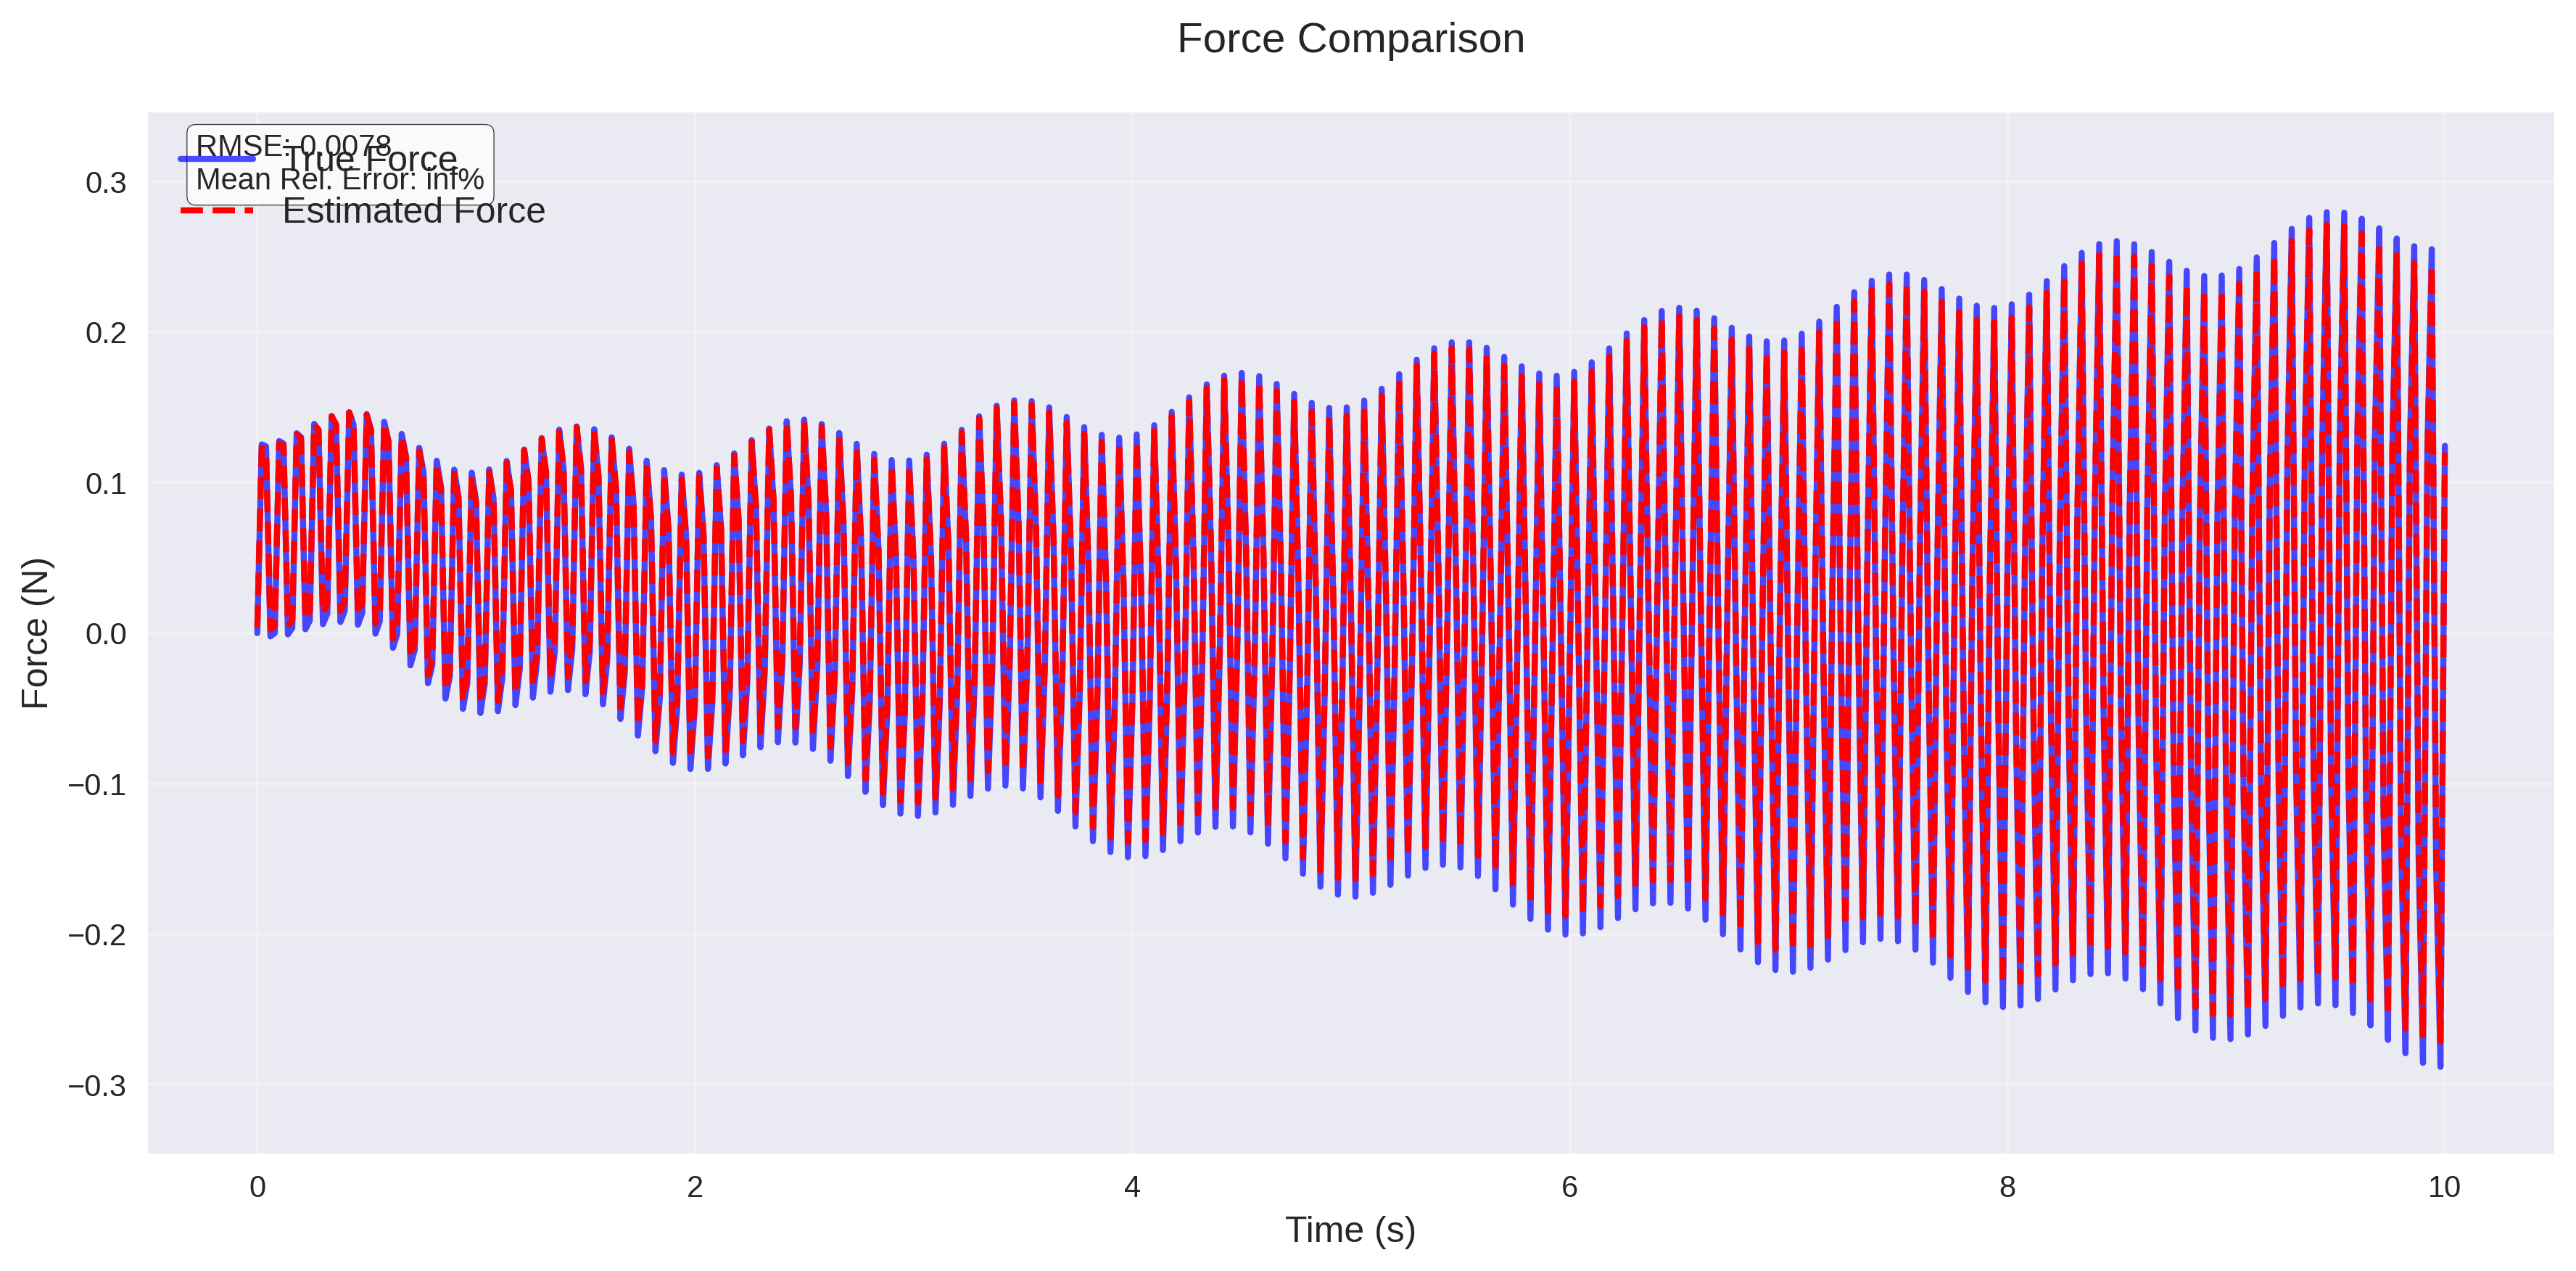 Force Comparison
RMSE: 0.0078
True Force
Mean Rel. Error: inf%
Estimated Force
0.3
0.2
0.1
0.0
−0.1
−0.2
−0.3
Force (N)
0 2 4 6 8 10
Time (s)